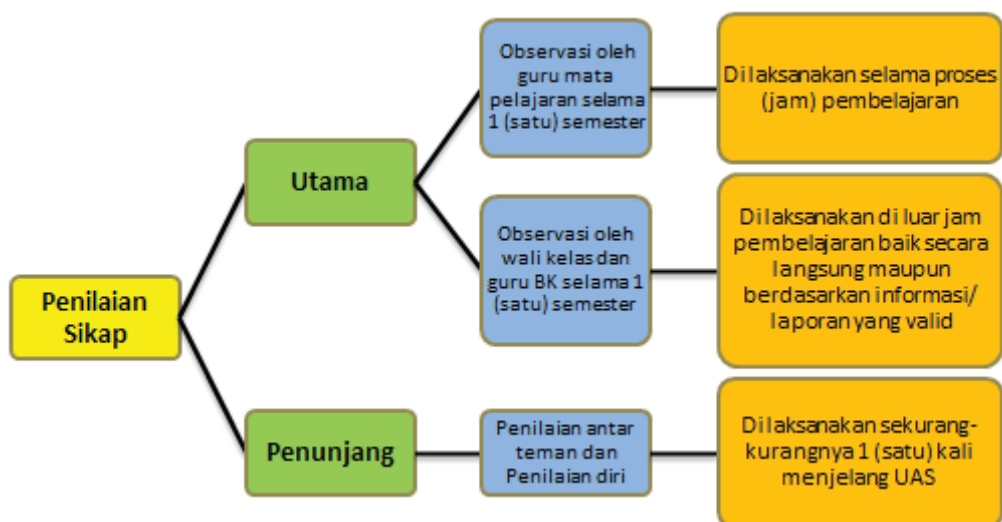 Penilaian
Sikap
Utama
Observasi oleh
guru mata
pelajaran selama
1 (satu) semester
Dilaksanakan selama proses
(jam) pembelajaran
Observasi oleh
wali kelas dan
guru BK selama 1
(satu) semester
Dilaksanakan di luar jam
pembelajaran baik secara
langsung maupun
berdasarkan informasi/
laporan yang valid
Penunjang
Penilaian antar
teman dan
Penilaian diri
Dilaksanakan sekurang-
kurangnya 1 (satu) kali
menjelang UAS